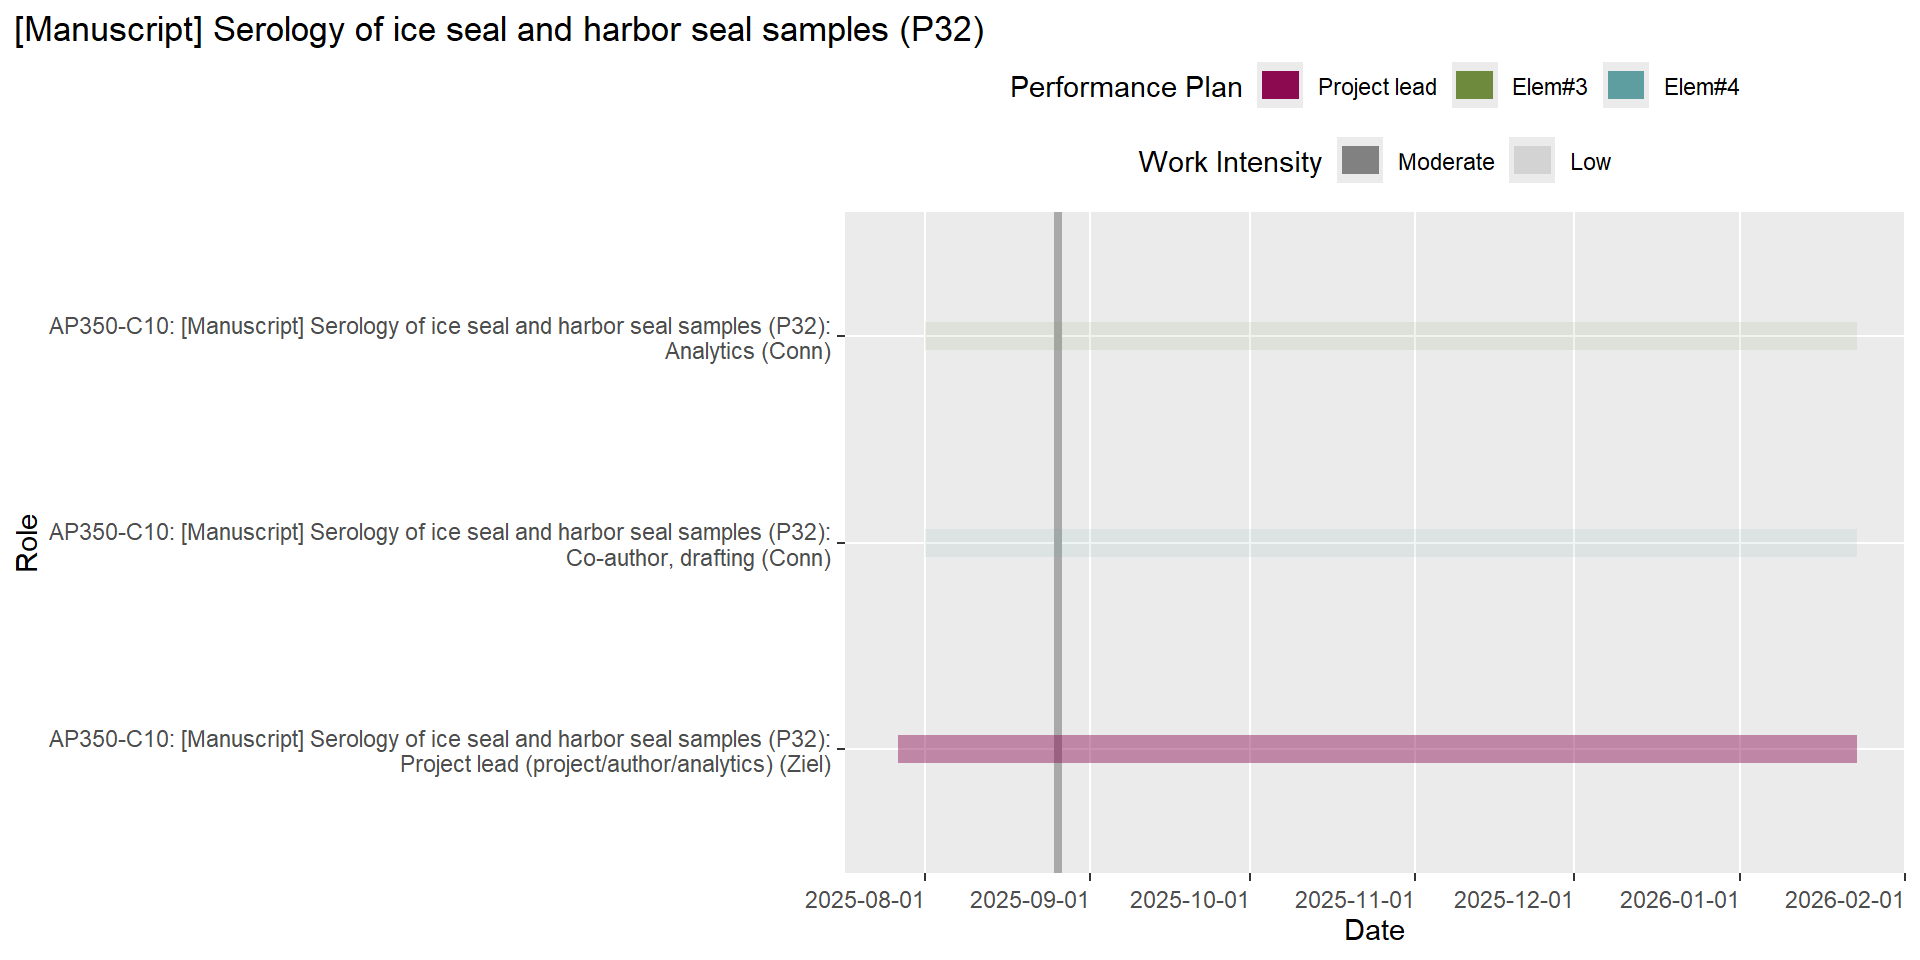 [Manuscript] Serology of ice seal and harbor seal samples (P32)
Performance Plan Project lead Elem#3 Elem#4
Work Intensity Moderate Low
AP350-C10: [Manuscript] Serology of ice seal and harbor seal samples (P32):
Analytics (Conn)
Role
AP350-C10: [Manuscript] Serology of ice seal and harbor seal samples (P32):
Co-author, drafting (Conn)
AP350-C10: [Manuscript] Serology of ice seal and harbor seal samples (P32):
Project lead (project/author/analytics) (Ziel)
2025-08-01 2025-09-01 2025-10-01 2025-11-01 2025-12-01 2026-01-01 2026-02-01
Date